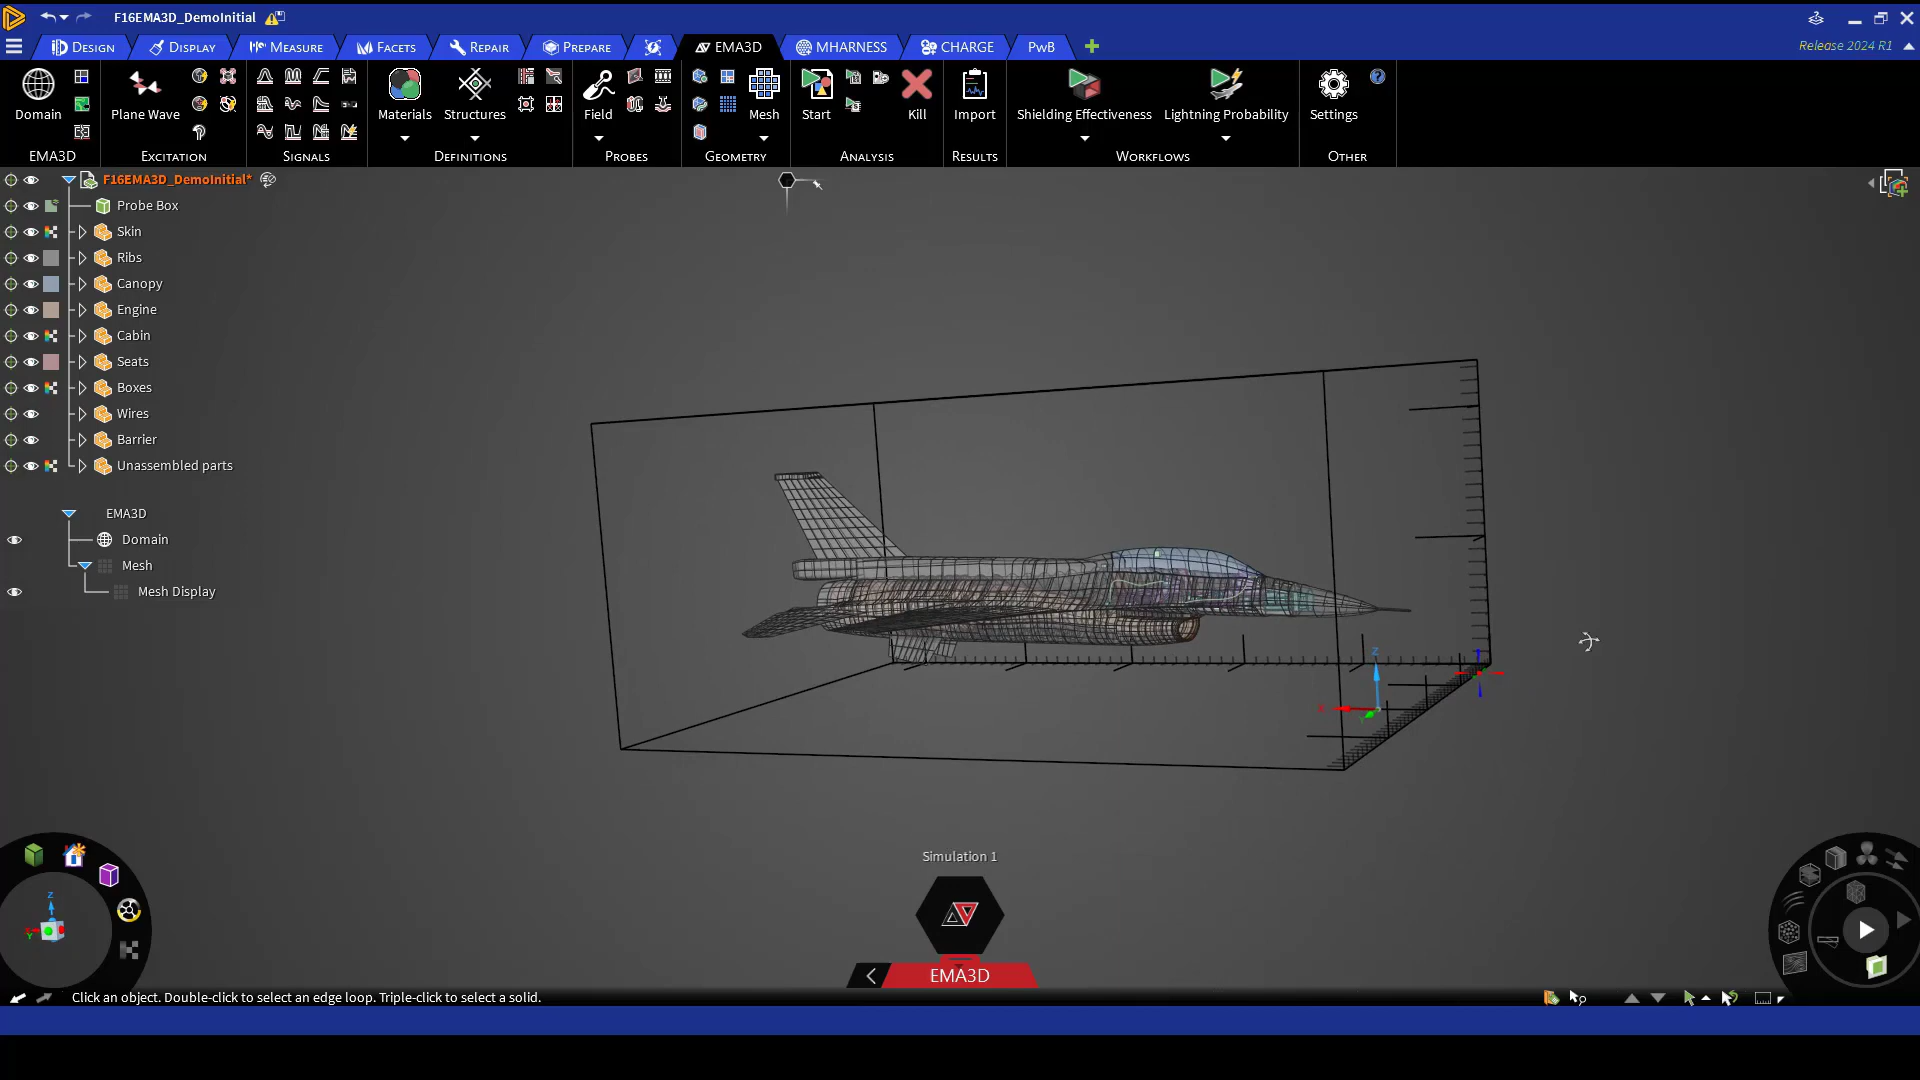 F16EMA3D_DemoInitial
Design
Display
Measure
Facets
Repair
Prepare
EMA3D
MHARNESS
CHARGE
PwB
Release 2024 R1
Domain
Plane Wave
Materials
Structures
Field
Mesh
Start
Kill
Import
Shielding Effectiveness
Lightning Probability
Settings
EMA3D
Excitation
Signals
Definitions
Probes
Geometry
Analysis
Results
Workflows
Other
F16EMA3D_DemoInitial*
Probe Box
Skin
Ribs
Canopy
Engine
Cabin
Seats
Boxes
Wires
Barrier
Unassembled parts
EMA3D
Domain
Mesh
Mesh Display
Z
X
Y
Simulation 1
EMA3D
Z
X
Y
Click an object. Double-click to select an edge loop. Triple-click to select a solid.